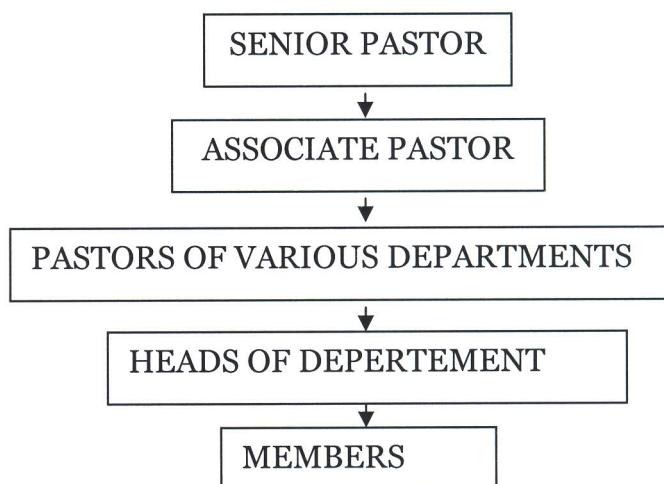 SENIOR PASTOR
ASSOCIATE PASTOR
PASTORS OF VARIOUS DEPARTMENTS
HEADS OF DEPERTEMENT
MEMBERS